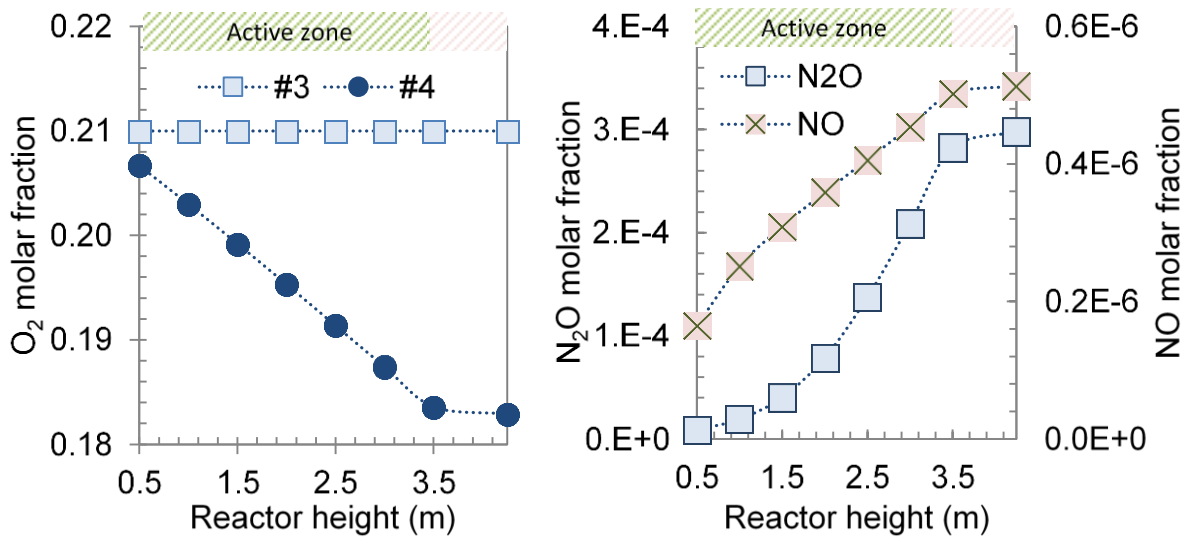 Active zone
#3 #4
0.22
0.21
0.20
0.19
0.18
O2 molar fraction
0.5 1.5 2.5 3.5
Reactor height (m)
Active zone
N2O
NO
4.E-4
3.E-4
2.E-4
1.E-4
0.E+0
N2O molar fraction
0.6E-6
0.4E-6
0.2E-6
0.0E+0
NO molar fraction
0.5 1.5 2.5 3.5
Reactor height (m)